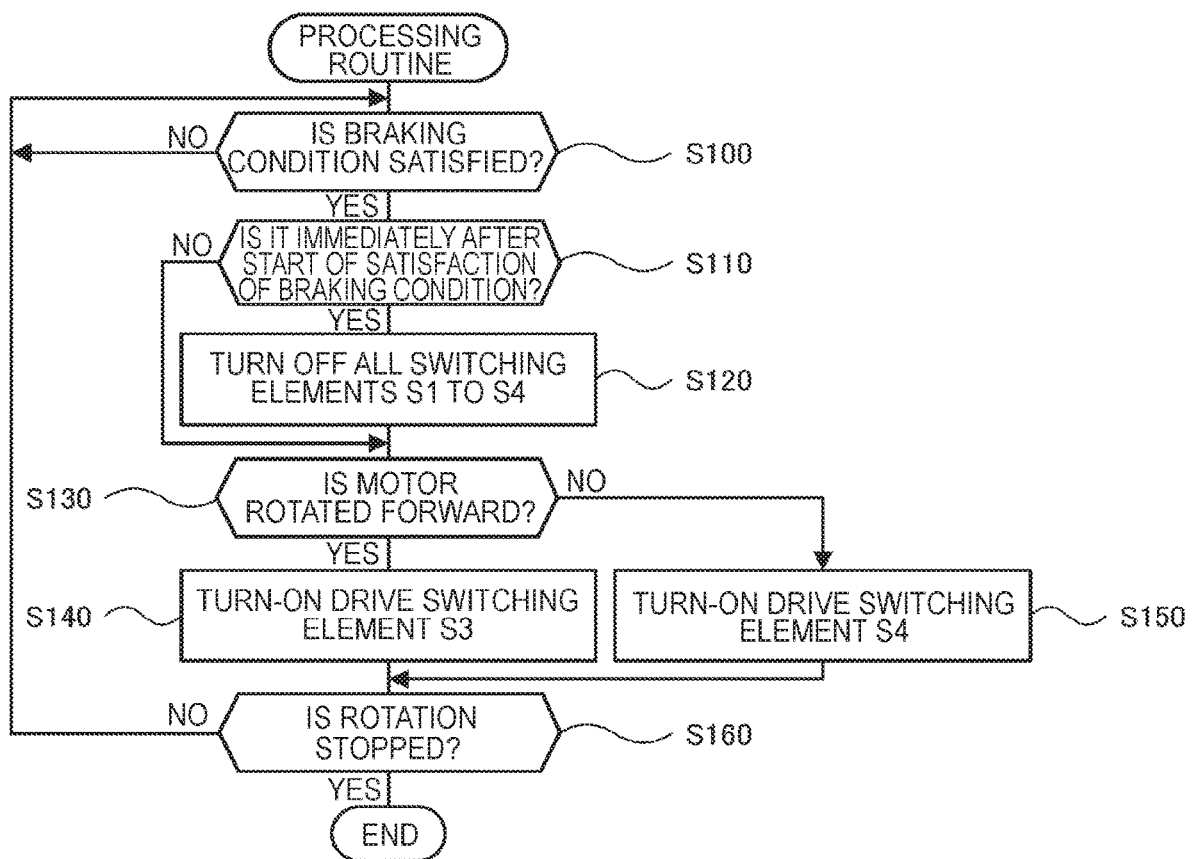 PROCESSING
ROUTINE
NO
IS BRAKING
CONDITION SATISFIED?
S100
YES
NO
IS IT IMMEDIATELY AFTER
START OF SATISFACTION
OF BRAKING CONDITION?
S110
YES
TURN OFF ALL SWITCHING
ELEMENTS S1 TO S4
S120
S130
IS MOTOR
ROTATED FORWARD?
NO
YES
S140
TURN-ON DRIVE SWITCHING
ELEMENT S3
TURN-ON DRIVE SWITCHING
ELEMENT S4
S150
NO
IS ROTATION
STOPPED?
S160
YES
END